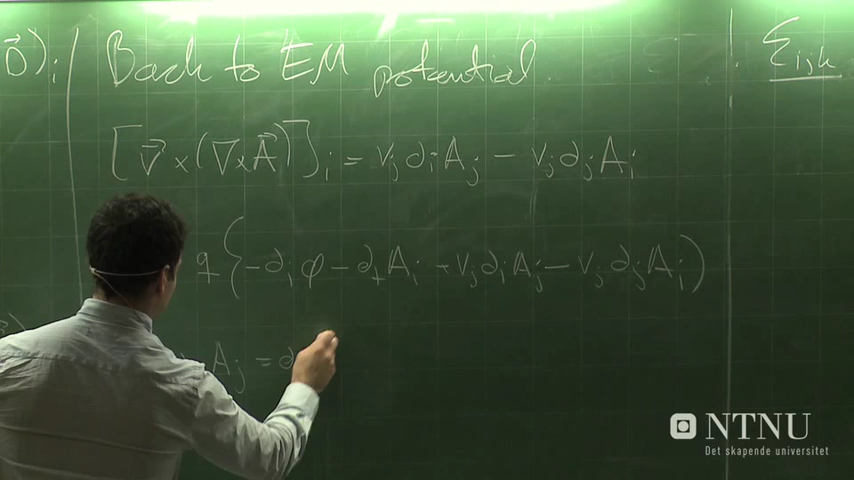 D⃗)ᵢ
Back to EM potential
ε_ijk
[v⃗ × (∇×A⃗)]ᵢ = vⱼ∂ᵢAⱼ − vⱼ∂ⱼAᵢ
q{−∂ᵢφ − ∂ₜAᵢ + vⱼ∂ᵢAⱼ − vⱼ∂ⱼAᵢ)
Aⱼ = ∂
NTNU
Det skapende universitet